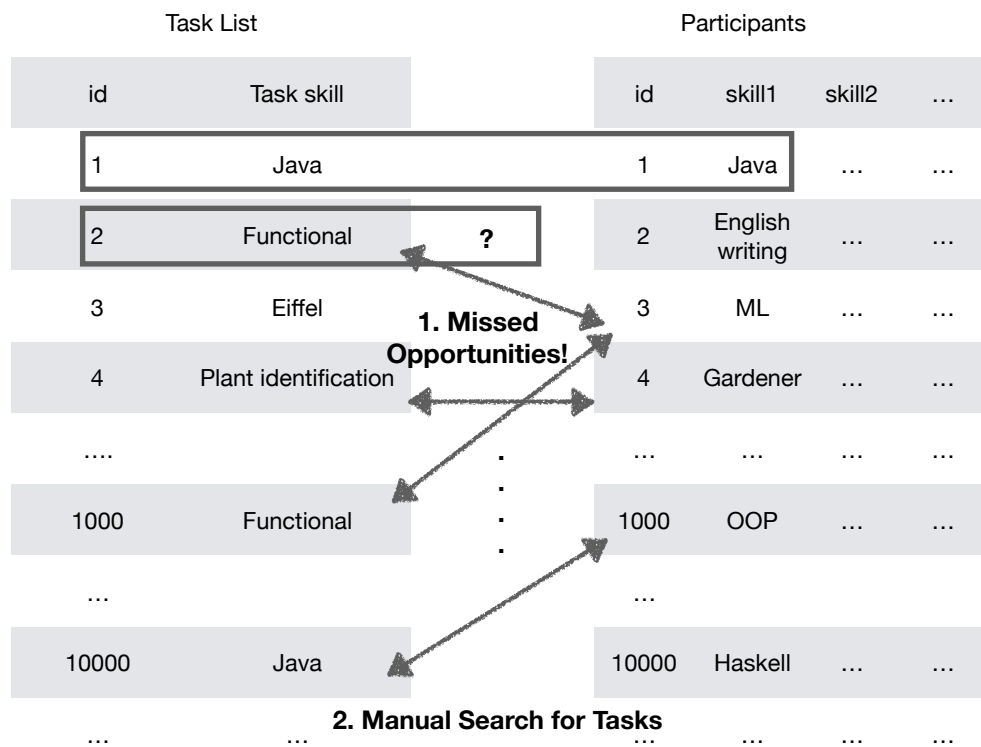 Task List Participants
id Task skill id skill1 skill2 …
1 Java 1 Java … …
2 Functional ? 2 English writing … …
3 Eiffel 3 ML … …
1. Missed
Opportunities!
4 Plant identification 4 Gardener … …
…. … … … …
1000 Functional 1000 OOP … …
… …
10000 Java 10000 Haskell … …
2. Manual Search for Tasks
… … … … … …